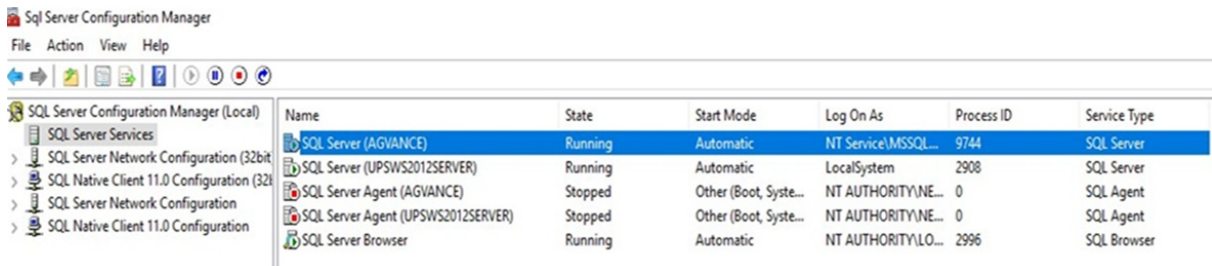 Sql Server Configuration Manager
File Action View Help
SQL Server Configuration Manager (Local)
SQL Server Services
SQL Server Network Configuration (32bit
SQL Native Client 11.0 Configuration (32
SQL Server Network Configuration
SQL Native Client 11.0 Configuration
Name State Start Mode Log On As Process ID Service Type
SQL Server (AGVANCE) Running Automatic NT Service\MSSQL... 9744 SQL Server
SQL Server (UPSWS2012SERVER) Running Automatic LocalSystem 2908 SQL Server
SQL Server Agent (AGVANCE) Stopped Other (Boot, Syste... NT AUTHORITY\NE... 0 SQL Agent
SQL Server Agent (UPSWS2012SERVER) Stopped Other (Boot, Syste... NT AUTHORITY\NE... 0 SQL Agent
SQL Server Browser Running Automatic NT AUTHORITY\LO... 2996 SQL Browser